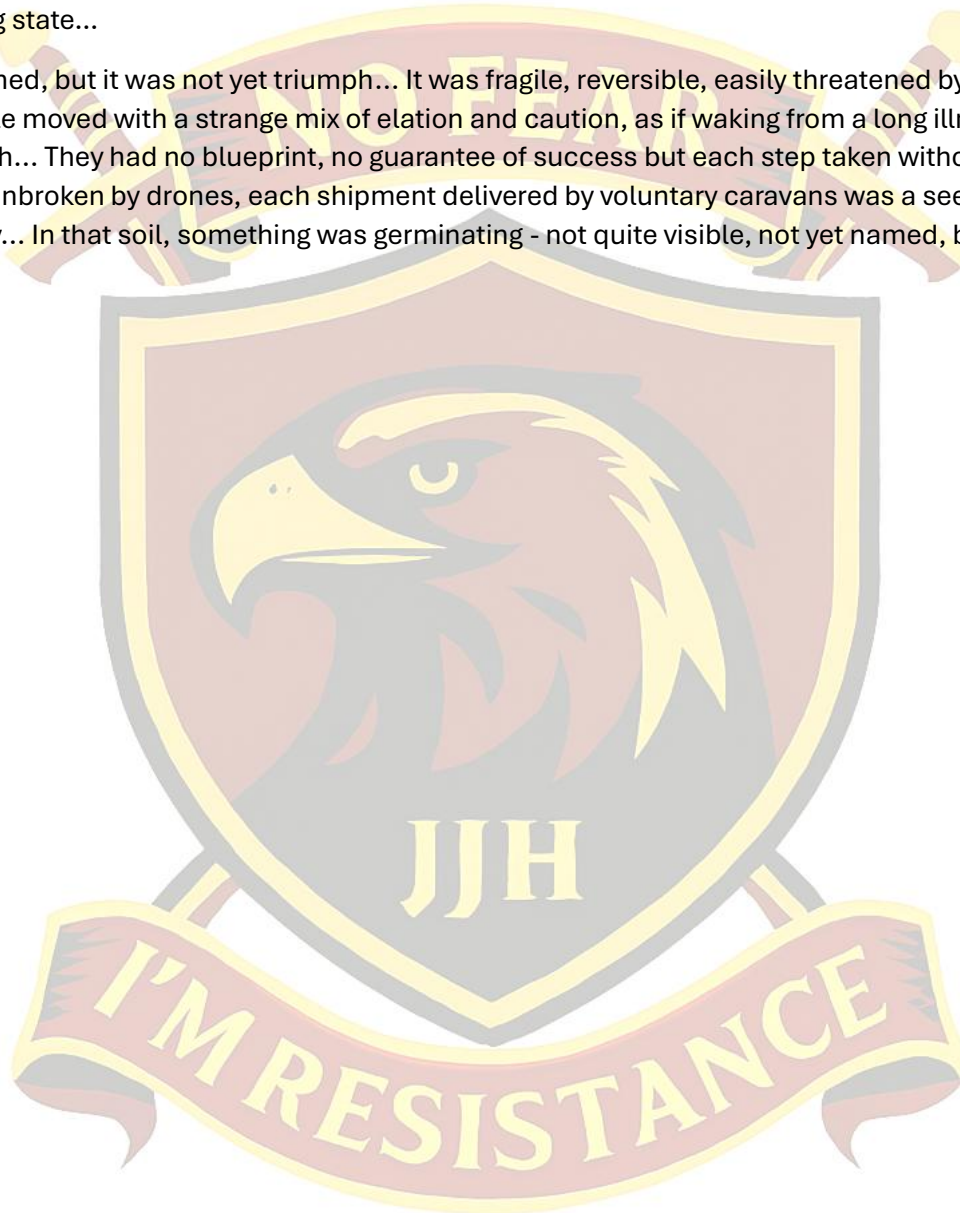 g state...
ned, but it was not yet triumph... It was fragile, reversible, easily threatened by
e moved with a strange mix of elation and caution, as if waking from a long illn
h... They had no blueprint, no guarantee of success but each step taken witho
nbroken by drones, each shipment delivered by voluntary caravans was a see
... In that soil, something was germinating - not quite visible, not yet named, b
NO FEAR
JJH
I'M RESISTANCE